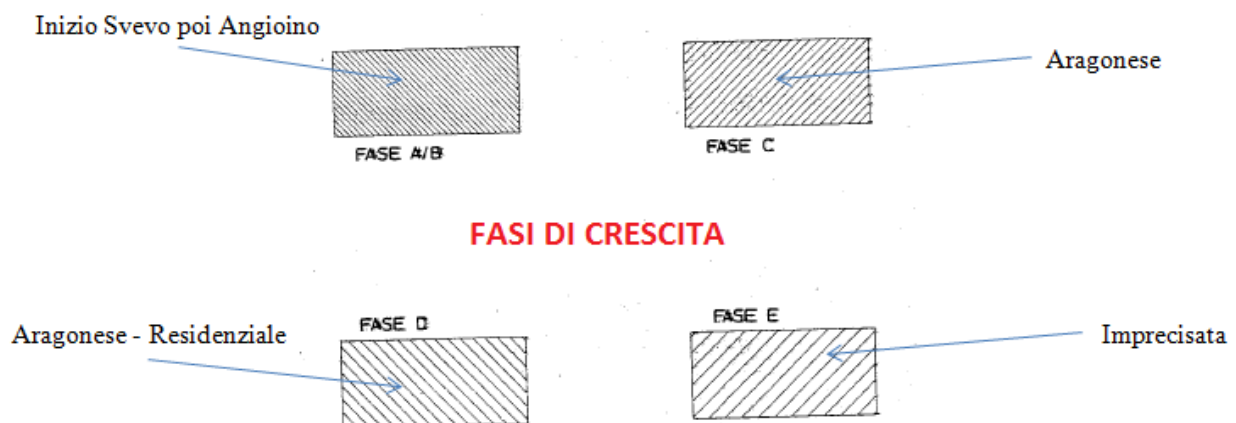 Inizio Svevo poi Angioino
Aragonese
FASE A/B
FASE C
FASI DI CRESCITA
FASE D
FASE E
Aragonese - Residenziale
Imprecisata